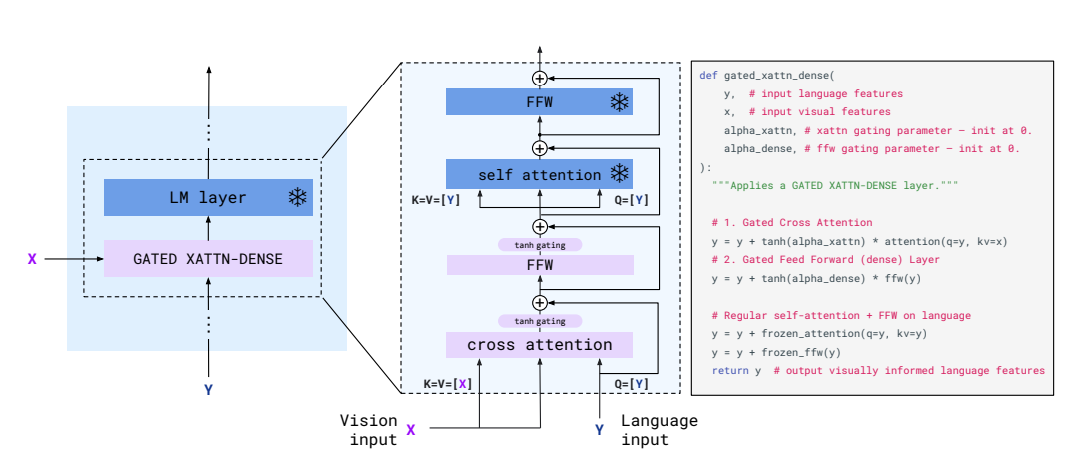 LM layer
X
GATED XATTN-DENSE
Y
FFW
self attention
K=V=[Y]
Q=[Y]
tanh gating
FFW
tanh gating
cross attention
K=V=[X]
Q=[Y]
Vision
input
X
Y
Language
input
def gated_xattn_dense(
y, # input language features
x, # input visual features
alpha_xattn, # xattn gating parameter – init at 0.
alpha_dense, # ffw gating parameter – init at 0.
):
"""Applies a GATED XATTN-DENSE layer."""
# 1. Gated Cross Attention
y = y + tanh(alpha_xattn) * attention(q=y, kv=x)
# 2. Gated Feed Forward (dense) Layer
y = y + tanh(alpha_dense) * ffw(y)
# Regular self-attention + FFW on language
y = y + frozen_attention(q=y, kv=y)
y = y + frozen_ffw(y)
return y # output visually informed language features